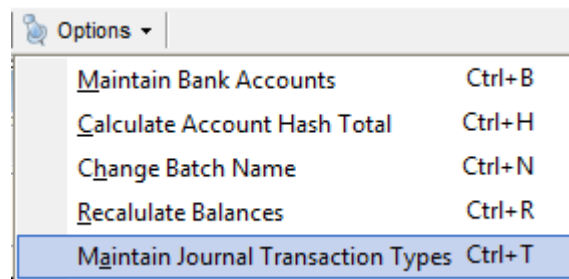 Options
Maintain Bank Accounts Ctrl+B
Calculate Account Hash Total Ctrl+H
Change Batch Name Ctrl+N
Recalulate Balances Ctrl+R
Maintain Journal Transaction Types Ctrl+T